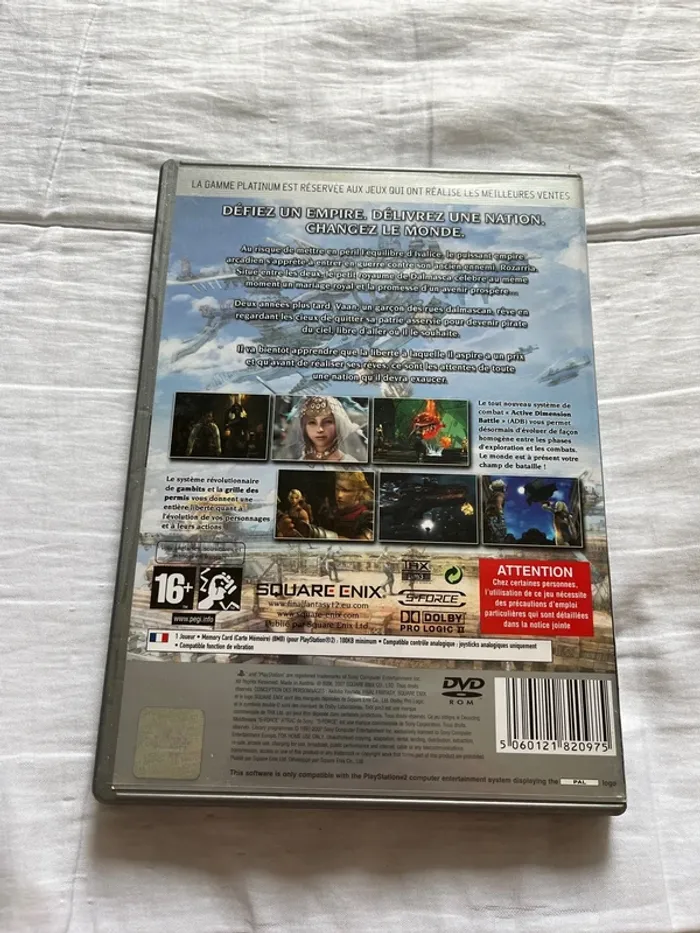 LA GAMME PLATINUM EST RÉSERVÉE AUX JEUX QUI ONT RÉALISÉ LES MEILLEURES VENTES.
DÉFIEZ UN EMPIRE. DÉLIVREZ UNE NATION.
CHANGEZ LE MONDE.
Au risque de mettre en péril l'équilibre d'Ivalice, le puissant empire
arcadien s'apprête à entrer en guerre contre son ancien ennemi, Rozarria.
Situé entre les deux, le petit royaume de Dalmasca célèbre au même
moment un mariage royal et la promesse d'un avenir prospère...
Deux années plus tard, Vaan, un garçon des rues dalmascan, rêve en
regardant les cieux de quitter sa patrie asservie pour devenir pirate
du ciel, libre d'aller où il le souhaite.
Il va bientôt apprendre que la liberté à laquelle il aspire a un prix
et qu'avant de réaliser ses rêves, ce sont les attentes de toute
une nation qu'il devra exaucer.
Le tout nouveau système de
combat « Active Dimension
Battle » (ADB) vous permet
désormais d'évoluer de façon
homogène entre les phases
d'exploration et les combats.
Le monde est à présent votre
champ de bataille !
Le système révolutionnaire
de gambits et la grille des
permis vous donnent une
entière liberté quant à
l'évolution de vos personnages
et à leurs actions.
16+
www.pegi.info
SQUARE ENIX
www.finalfantasy12.eu.com
www.square-enix.com
Publié par Square Enix Ltd.
THX
S-FORCE
DOLBY
PRO LOGIC II
ATTENTION
Chez certaines personnes,
l'utilisation de ce jeu nécessite
des précautions d'emploi
particulières qui sont détaillées
dans la notice jointe
1 Joueur • Memory Card (Carte Mémoire) (8MB) (pour PlayStation®2) : 100KB minimum • Compatible contrôle analogique : joysticks analogiques uniquement
• Compatible fonction de vibration
DVD
ROM
5 060121 820975
This software is only compatible with the PlayStation2 computer entertainment system displaying the PAL logo